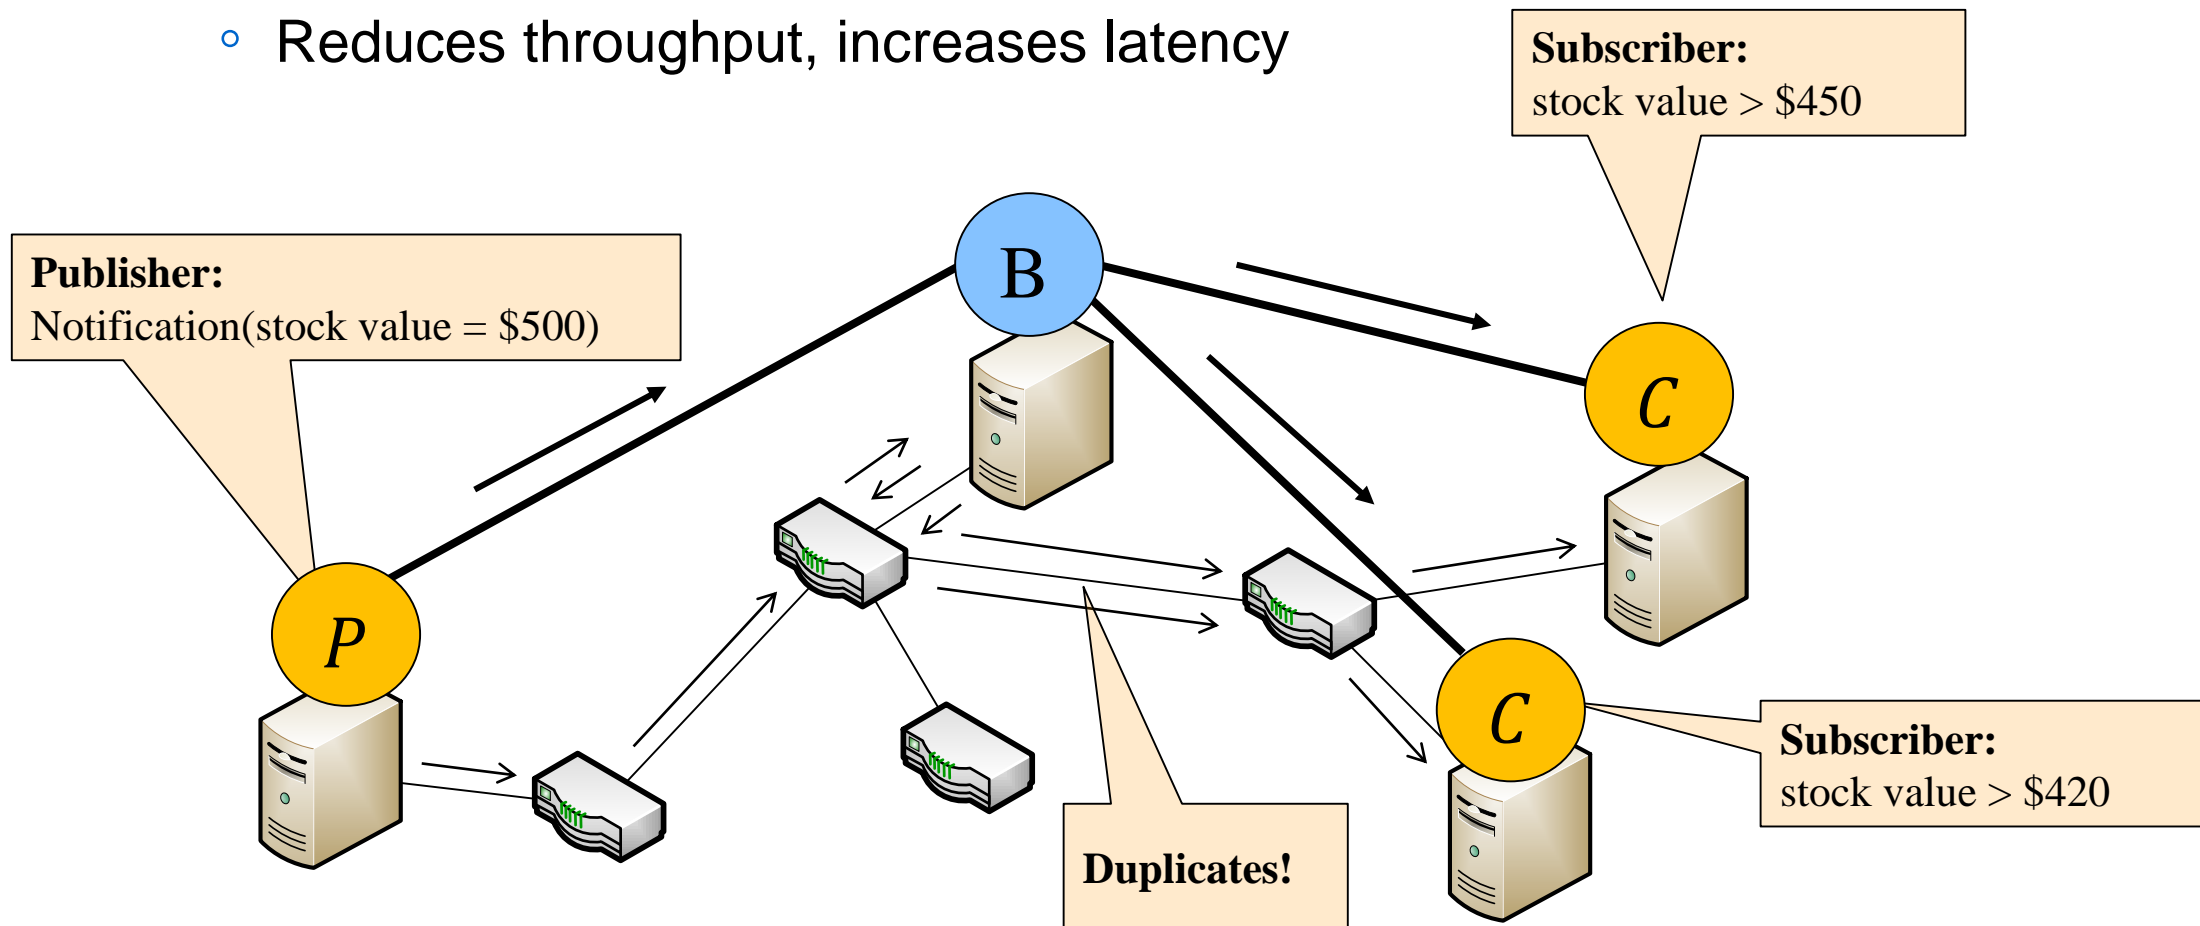 Reduces throughput, increases latency
Subscriber:
stock value > $450
Publisher:
Notification(stock value = $500)
B
C
P
C
Subscriber:
stock value > $420
Duplicates!